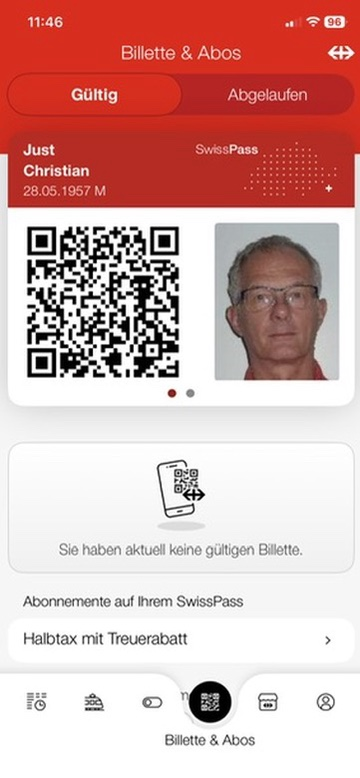 11:46
96
Billette & Abos
Gültig
Abgelaufen
Just
SwissPass
Christian
28.05.1957 M
Sie haben aktuell keine gültigen Billette.
Abonnemente auf Ihrem SwissPass
Halbtax mit Treuerabatt
Billette & Abos